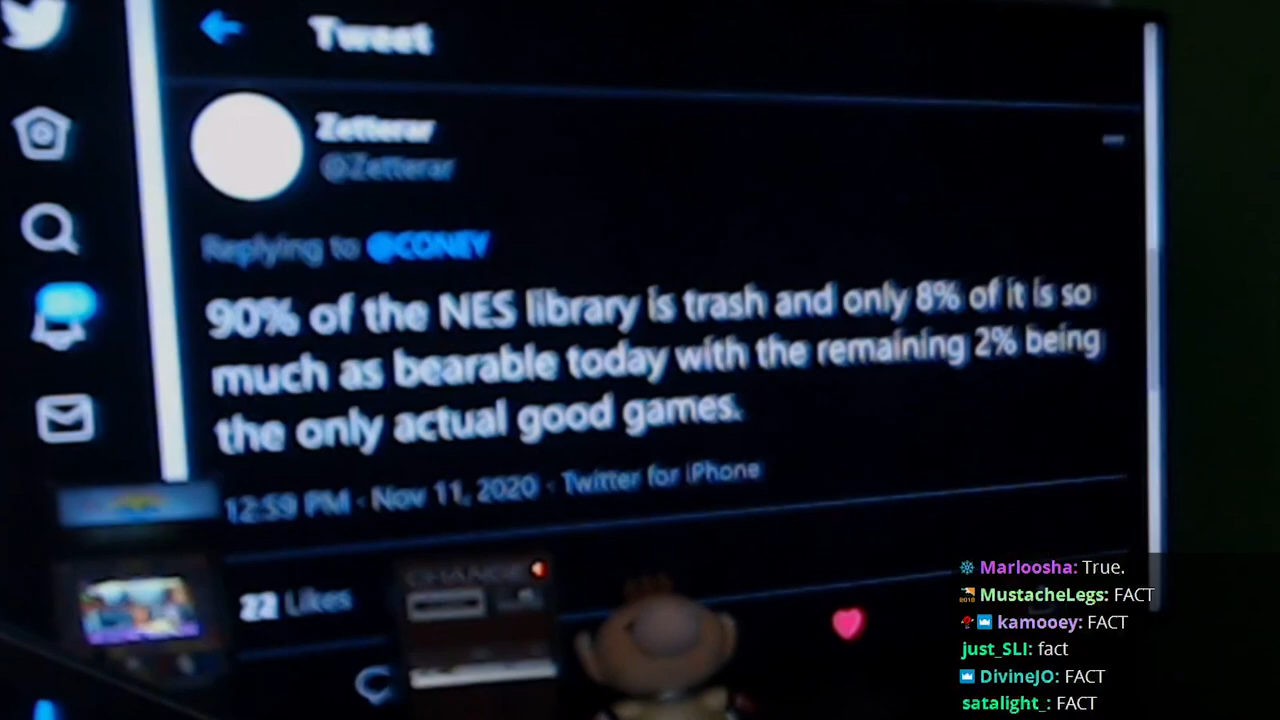 Tweet
Zetterar
@Zetterar
Replying to @CONEY
90% of the NES library is trash and only 8% of it is so
much as bearable today with the remaining 2% being
the only actual good games.
12:59 PM · Nov 11, 2020 · Twitter for iPhone
22 Likes
CHANGE
Marloosha: True.
MustacheLegs: FACT
kamooey: FACT
just_SLI: fact
DivineJO: FACT
satalight_: FACT